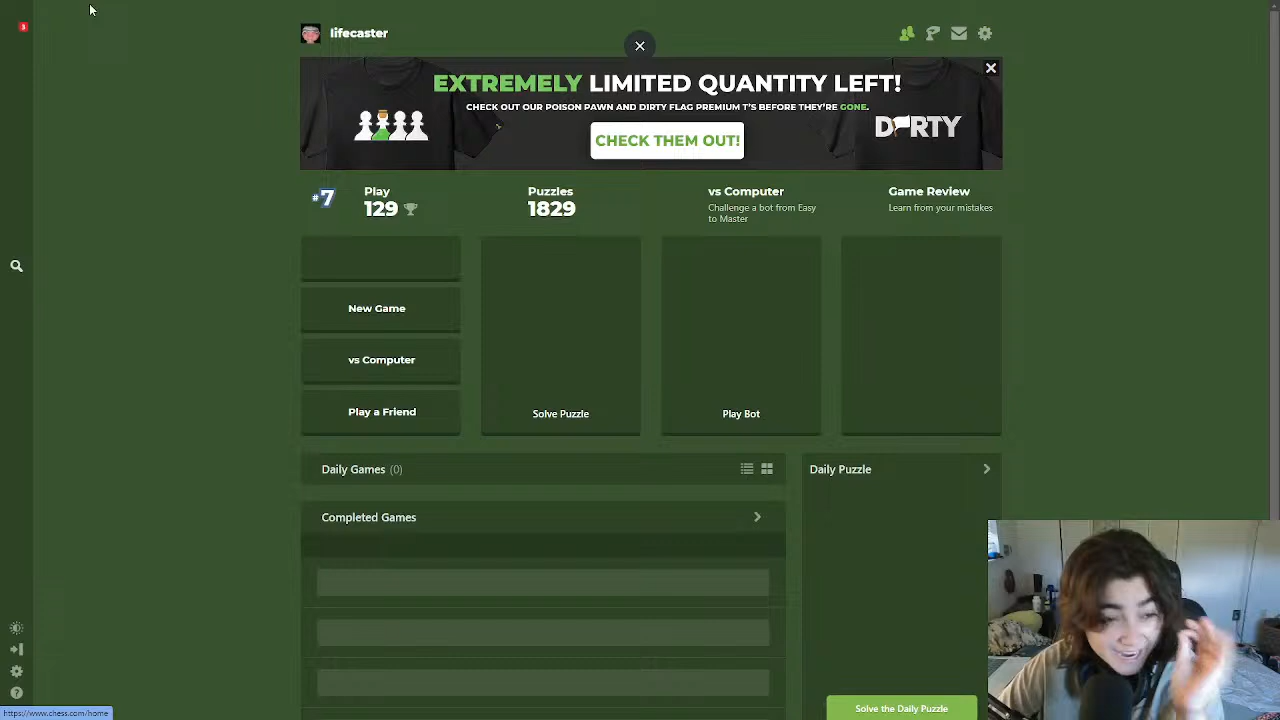 3
lifecaster
EXTREMELY LIMITED QUANTITY LEFT!
CHECK OUT OUR POISON PAWN AND DIRTY FLAG PREMIUM T'S BEFORE THEY'RE GONE.
CHECK THEM OUT!
DIRTY
#7
Play
129
Puzzles
1829
vs Computer
Challenge a bot from Easy
to Master
Game Review
Learn from your mistakes
New Game
vs Computer
Play a Friend
Solve Puzzle
Play Bot
Daily Games (0)
Daily Puzzle
Completed Games
Solve the Daily Puzzle
https://www.chess.com/home